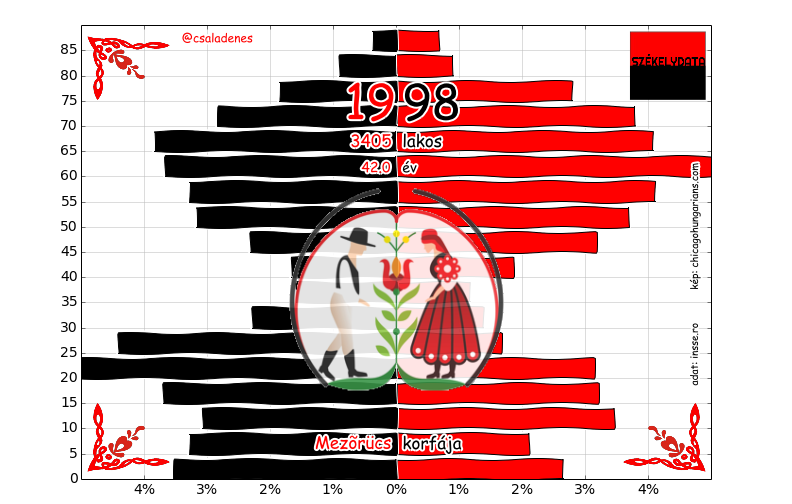 @csaladenes
SZÉKELYDATA
1998
3405 lakos
42,0 év
kép: chicagohungarians.com
adat: insse.ro
Mezőrücs korfája
85
80
75
70
65
60
55
50
45
40
35
30
25
20
15
10
5
0
4% 3% 2% 1% 0% 1% 2% 3% 4%